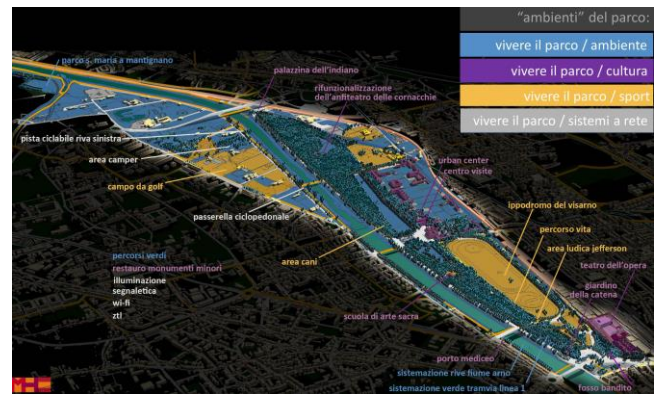 "ambienti" del parco:
vivere il parco / ambiente
vivere il parco / cultura
vivere il parco / sport
vivere il parco / sistemi a rete
parco s. maria a mantignano
palazzina dell'indiano
rifunzionalizzazione
dell'anfiteatro delle cornacchie
pista ciclabile riva sinistra
area camper
urban center
centro visite
campo da golf
passerella ciclopedonale
ippodromo del visarno
percorso vita
area ludica jefferson
percorsi verdi
restauro monumenti minori
illuminazione
segnaletica
wi-fi
ztl
area cani
teatro dell'opera
giardino
della catena
scuola di arte sacra
porto mediceo
sistemazione rive fiume arno
sistemazione verde tramvia linea 1
fosso bandito